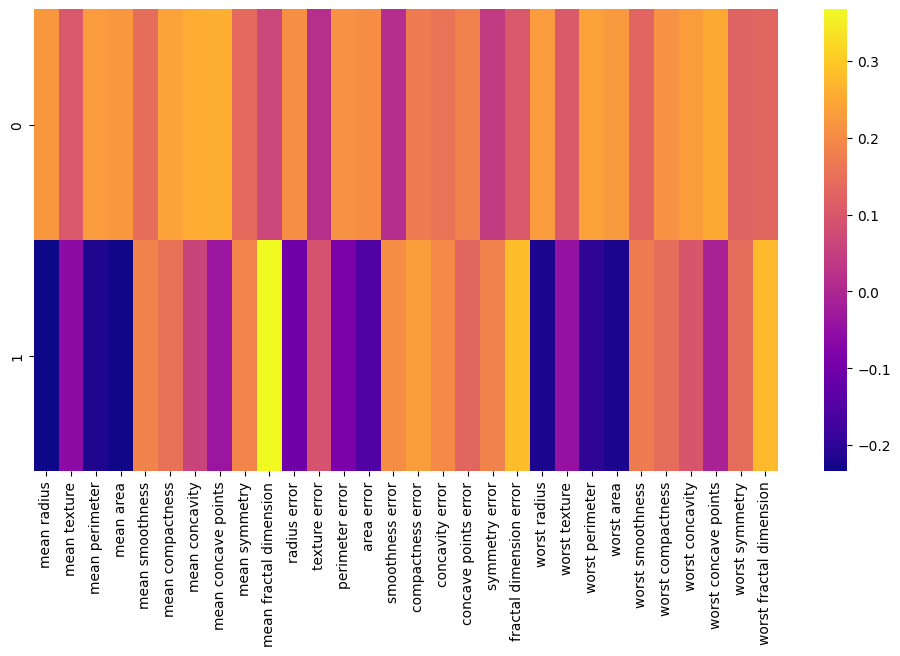 0
1
mean radius
mean texture
mean perimeter
mean area
mean smoothness
mean compactness
mean concavity
mean concave points
mean symmetry
mean fractal dimension
radius error
texture error
perimeter error
area error
smoothness error
compactness error
concavity error
concave points error
symmetry error
fractal dimension error
worst radius
worst texture
worst perimeter
worst area
worst smoothness
worst compactness
worst concavity
worst concave points
worst symmetry
worst fractal dimension
0.3
0.2
0.1
0.0
−0.1
−0.2